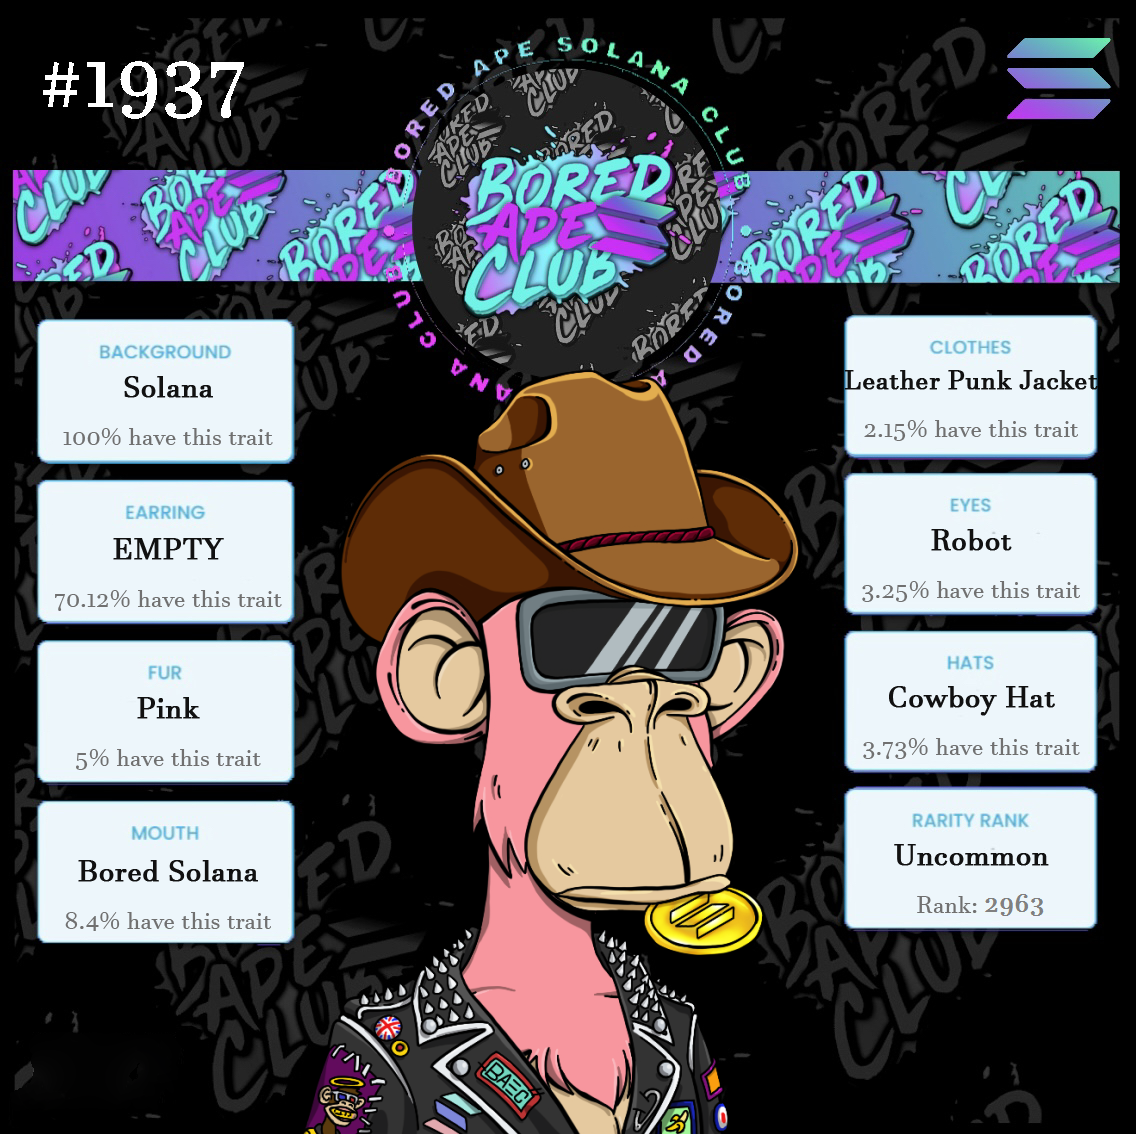 #1937
BORED APE SOLANA CLUB
BORED
APE
CLUB
BACKGROUND
Solana
100% have this trait
EARRING
EMPTY
70.12% have this trait
FUR
Pink
5% have this trait
MOUTH
Bored Solana
8.4% have this trait
CLOTHES
Leather Punk Jacket
2.15% have this trait
EYES
Robot
3.25% have this trait
HATS
Cowboy Hat
3.73% have this trait
RARITY RANK
Uncommon
Rank: 2963
BAEC